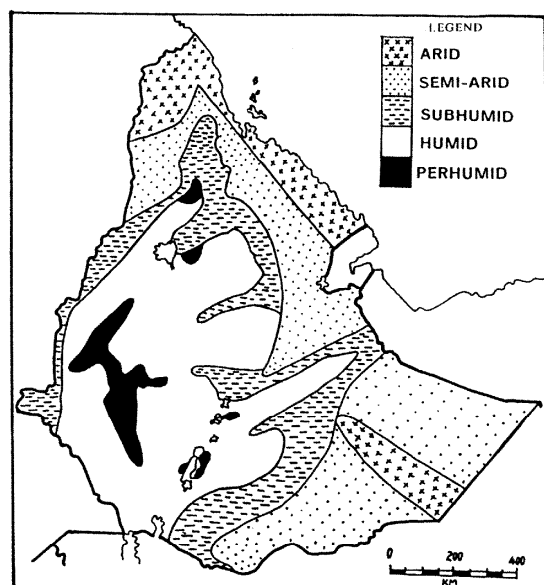 LEGEND
ARID
SEMI-ARID
SUBHUMID
HUMID
PERHUMID
0 200 400
KM